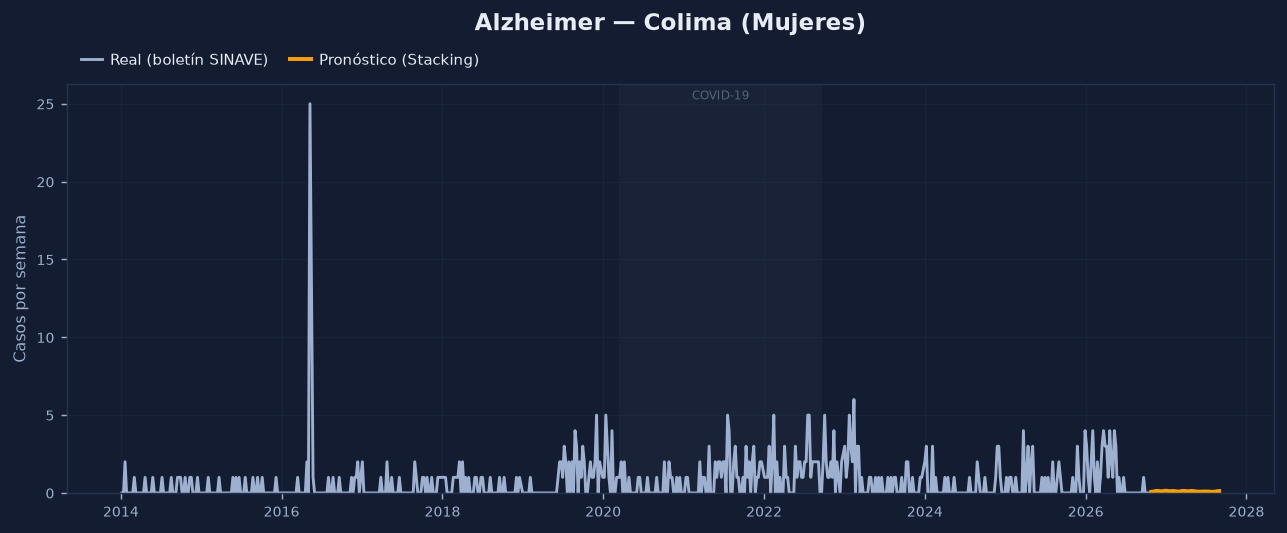 Alzheimer — Colima (Mujeres)
Real (boletín SINAVE)
Pronóstico (Stacking)
COVID-19
Casos por semana
25
20
15
10
5
0
2014
2016
2018
2020
2022
2024
2026
2028